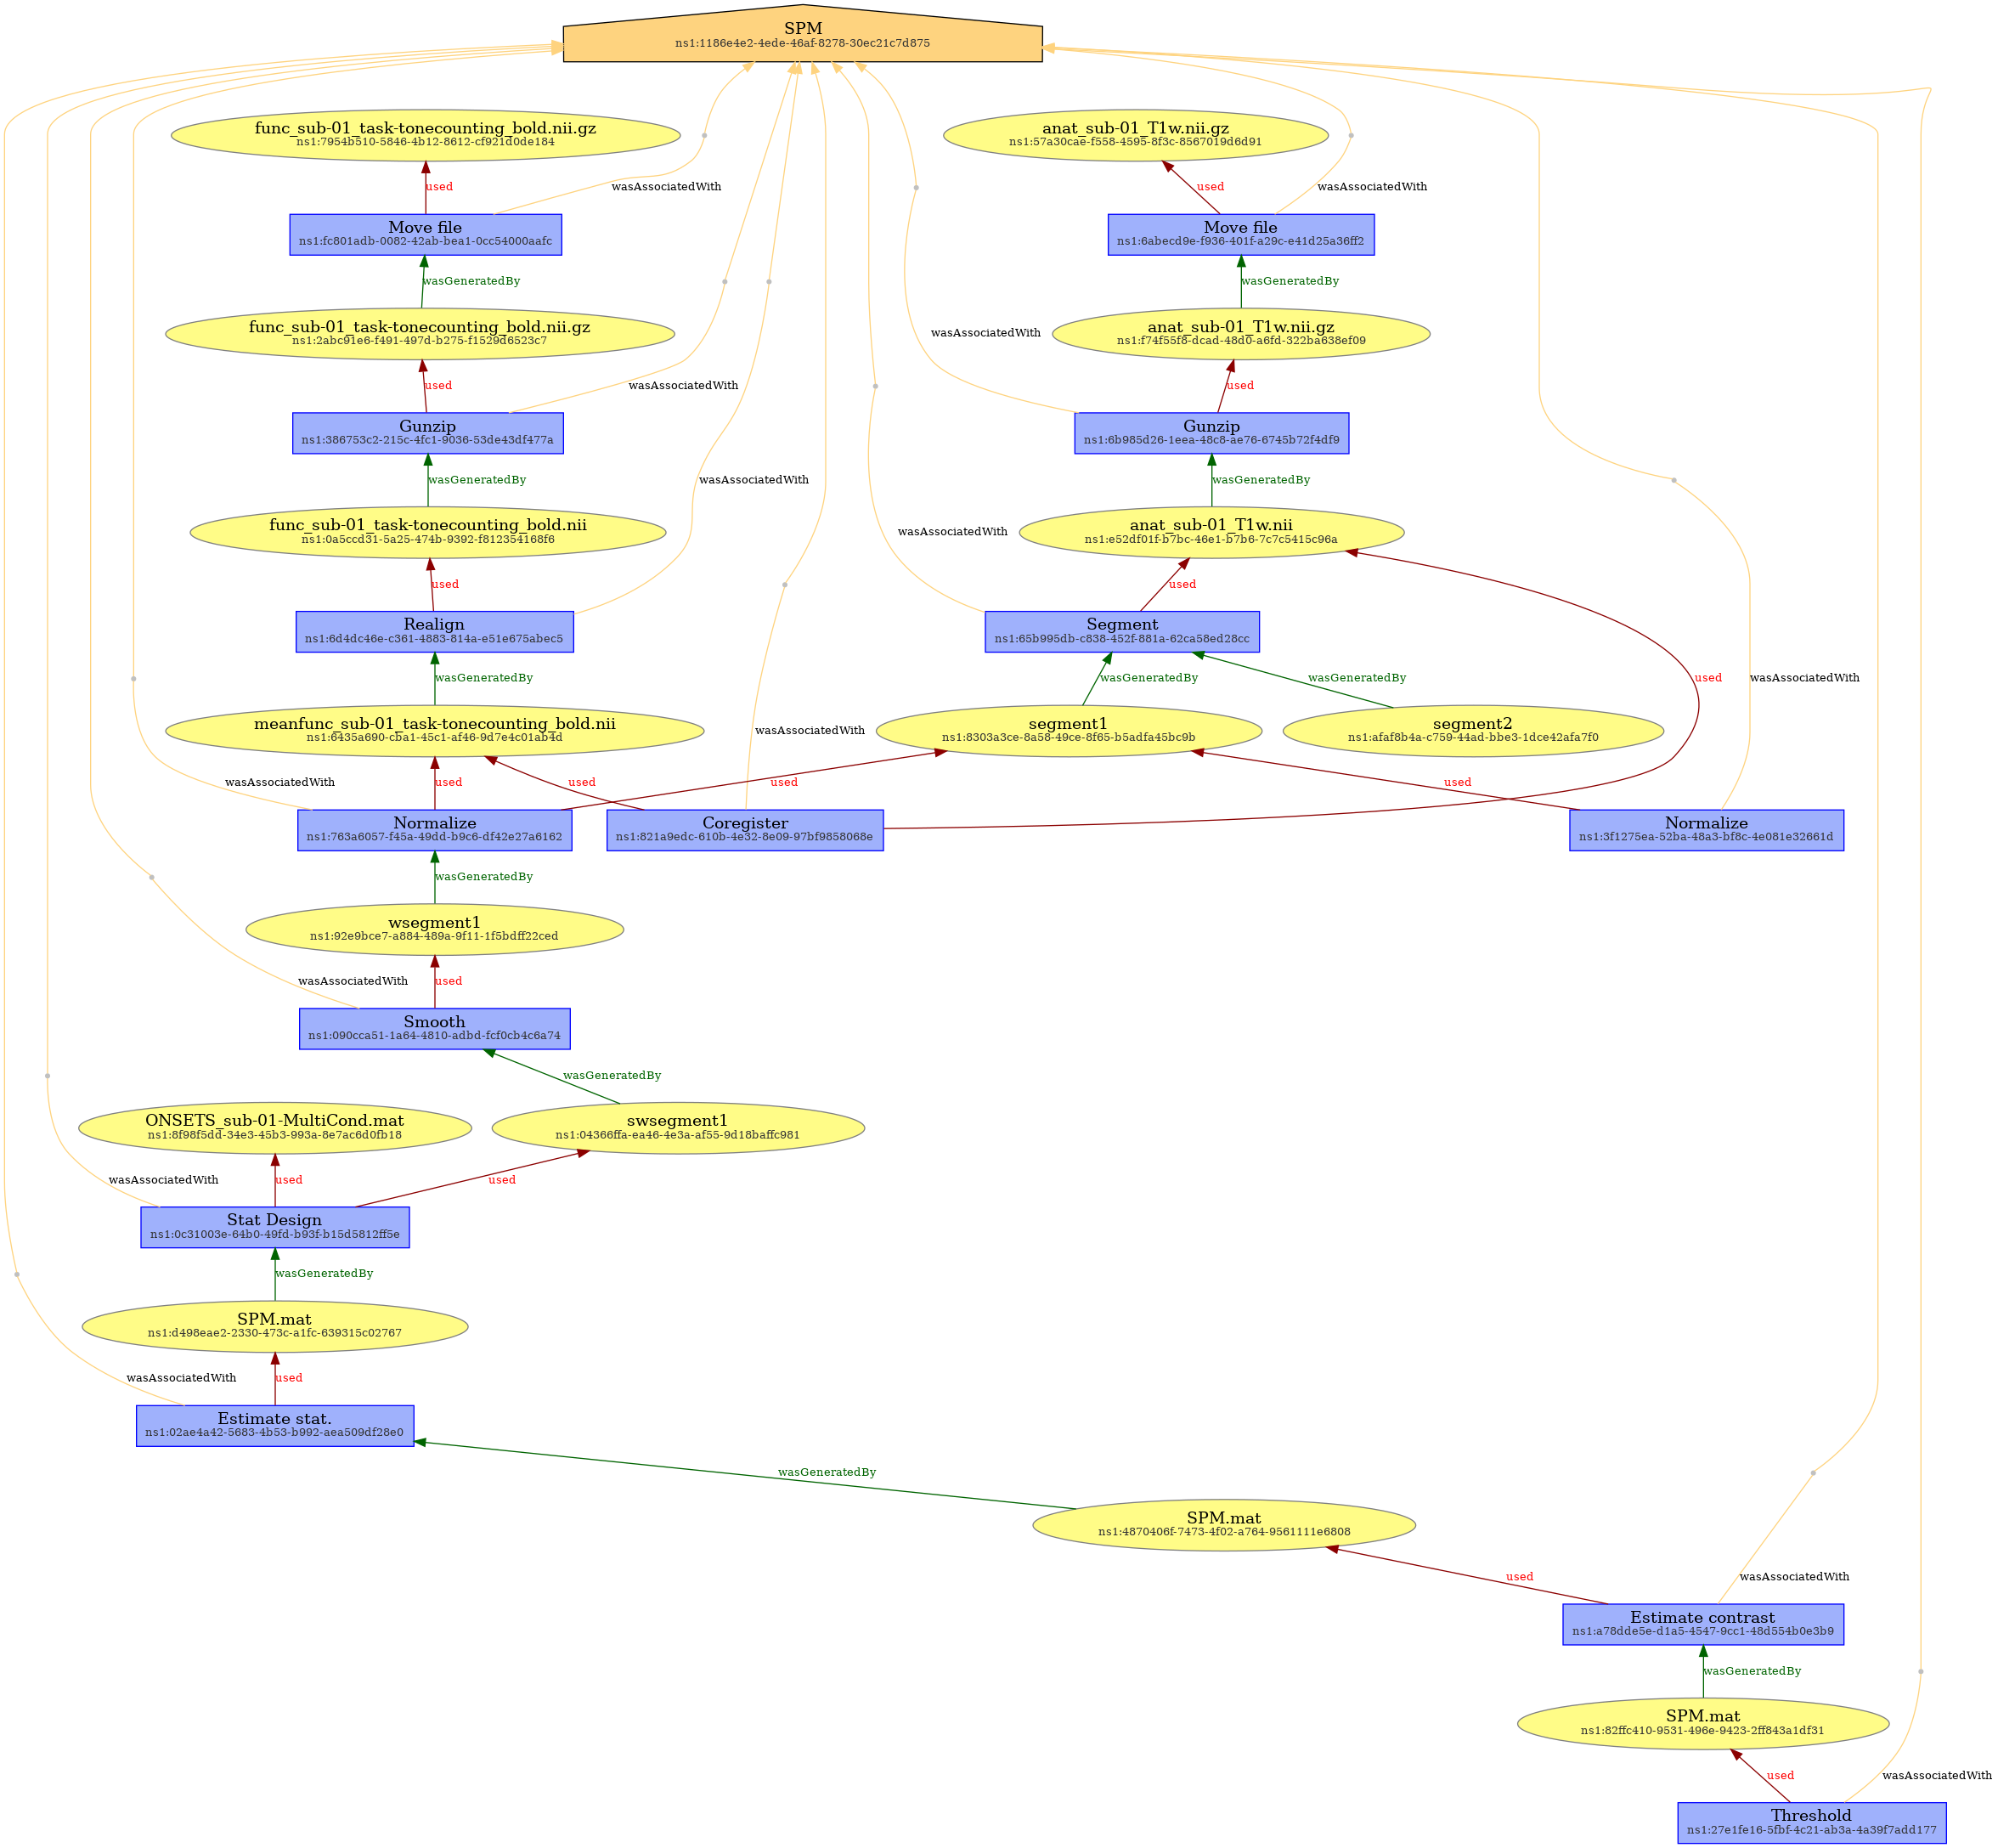 SPM
ns1:1186e4e2-4ede-46af-8278-30ec21c7d875
func_sub-01_task-tonecounting_bold.nii.gz
ns1:7954b510-5846-4b12-8612-cf921d0de184
anat_sub-01_T1w.nii.gz
ns1:57a30cae-f558-4595-8f3c-8567019d6d91
used
wasAssociatedWith
used
wasAssociatedWith
Move file
ns1:fc801adb-0082-42ab-bea1-0cc54000aafc
Move file
ns1:6abecd9e-f936-401f-a29c-e41d25a36ff2
wasGeneratedBy
wasGeneratedBy
func_sub-01_task-tonecounting_bold.nii.gz
ns1:2abc91e6-f491-497d-b275-f1529d6523c7
wasAssociatedWith
anat_sub-01_T1w.nii.gz
ns1:f74f55f8-dcad-48d0-a6fd-322ba638ef09
used
wasAssociatedWith
used
Gunzip
ns1:386753c2-215c-4fc1-9036-53de43df477a
Gunzip
ns1:6b985d26-1eea-48c8-ae76-6745b72f4df9
wasGeneratedBy
wasAssociatedWith
wasGeneratedBy
func_sub-01_task-tonecounting_bold.nii
ns1:0a5ccd31-5a25-474b-9392-f812354168f6
wasAssociatedWith
anat_sub-01_T1w.nii
ns1:e52df01f-b7bc-46e1-b7b6-7c7c5415c96a
used
used
Realign
ns1:6d4dc46e-c361-4883-814a-e51e675abec5
Segment
ns1:65b995db-c838-452f-881a-62ca58ed28cc
wasGeneratedBy
wasGeneratedBy
wasGeneratedBy
used
wasAssociatedWith
meanfunc_sub-01_task-tonecounting_bold.nii
ns1:6435a690-cba1-45c1-af46-9d7e4c01ab4d
wasAssociatedWith
segment1
ns1:8303a3ce-8a58-49ce-8f65-b5adfa45bc9b
segment2
ns1:afaf8b4a-c759-44ad-bbe3-1dce42afa7f0
wasAssociatedWith
used
used
used
used
Normalize
ns1:763a6057-f45a-49dd-b9c6-df42e27a6162
Coregister
ns1:821a9edc-610b-4e32-8e09-97bf9858068e
Normalize
ns1:3f1275ea-52ba-48a3-bf8c-4e081e32661d
wasGeneratedBy
wsegment1
ns1:92e9bce7-a884-489a-9f11-1f5bdff22ced
wasAssociatedWith
used
Smooth
ns1:090cca51-1a64-4810-adbd-fcf0cb4c6a74
wasGeneratedBy
ONSETS_sub-01-MultiCond.mat
ns1:8f98f5dd-34e3-45b3-993a-8e7ac6d0fb18
swsegment1
ns1:04366ffa-ea46-4e3a-af55-9d18baffc981
wasAssociatedWith
used
used
Stat Design
ns1:0c31003e-64b0-49fd-b93f-b15d5812ff5e
wasGeneratedBy
SPM.mat
ns1:d498eae2-2330-473c-a1fc-639315c02767
wasAssociatedWith
used
Estimate stat.
ns1:02ae4a42-5683-4b53-b992-aea509df28e0
wasGeneratedBy
SPM.mat
ns1:4870406f-7473-4f02-a764-9561111e6808
used
wasAssociatedWith
Estimate contrast
ns1:a78dde5e-d1a5-4547-9cc1-48d554b0e3b9
wasGeneratedBy
SPM.mat
ns1:82ffc410-9531-496e-9423-2ff843a1df31
used
wasAssociatedWith
Threshold
ns1:27e1fe16-5fbf-4c21-ab3a-4a39f7add177